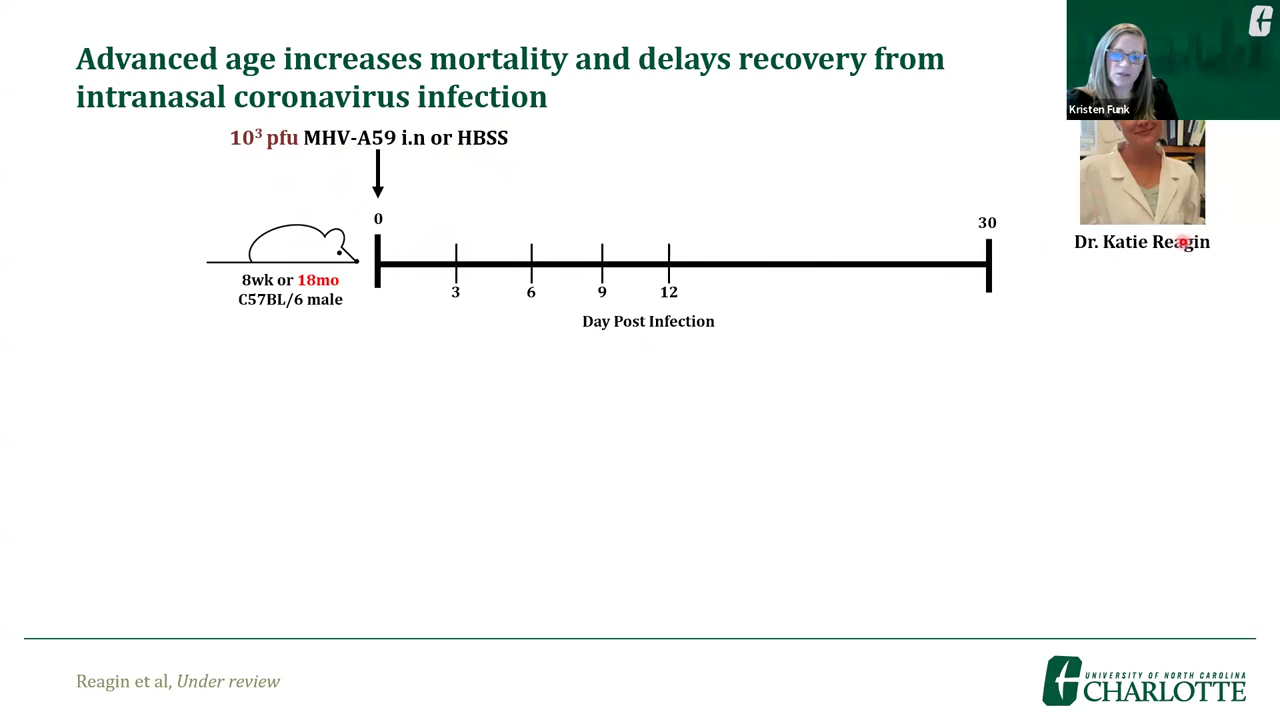 Advanced age increases mortality and delays recovery from
intranasal coronavirus infection
Kristen Funk
10³ pfu MHV-A59 i.n or HBSS
0
30
Dr. Katie Reagin
8wk or 18mo
C57BL/6 male
3 6 9 12
Day Post Infection
Reagin et al, Under review
UNIVERSITY OF NORTH CAROLINA
CHARLOTTE